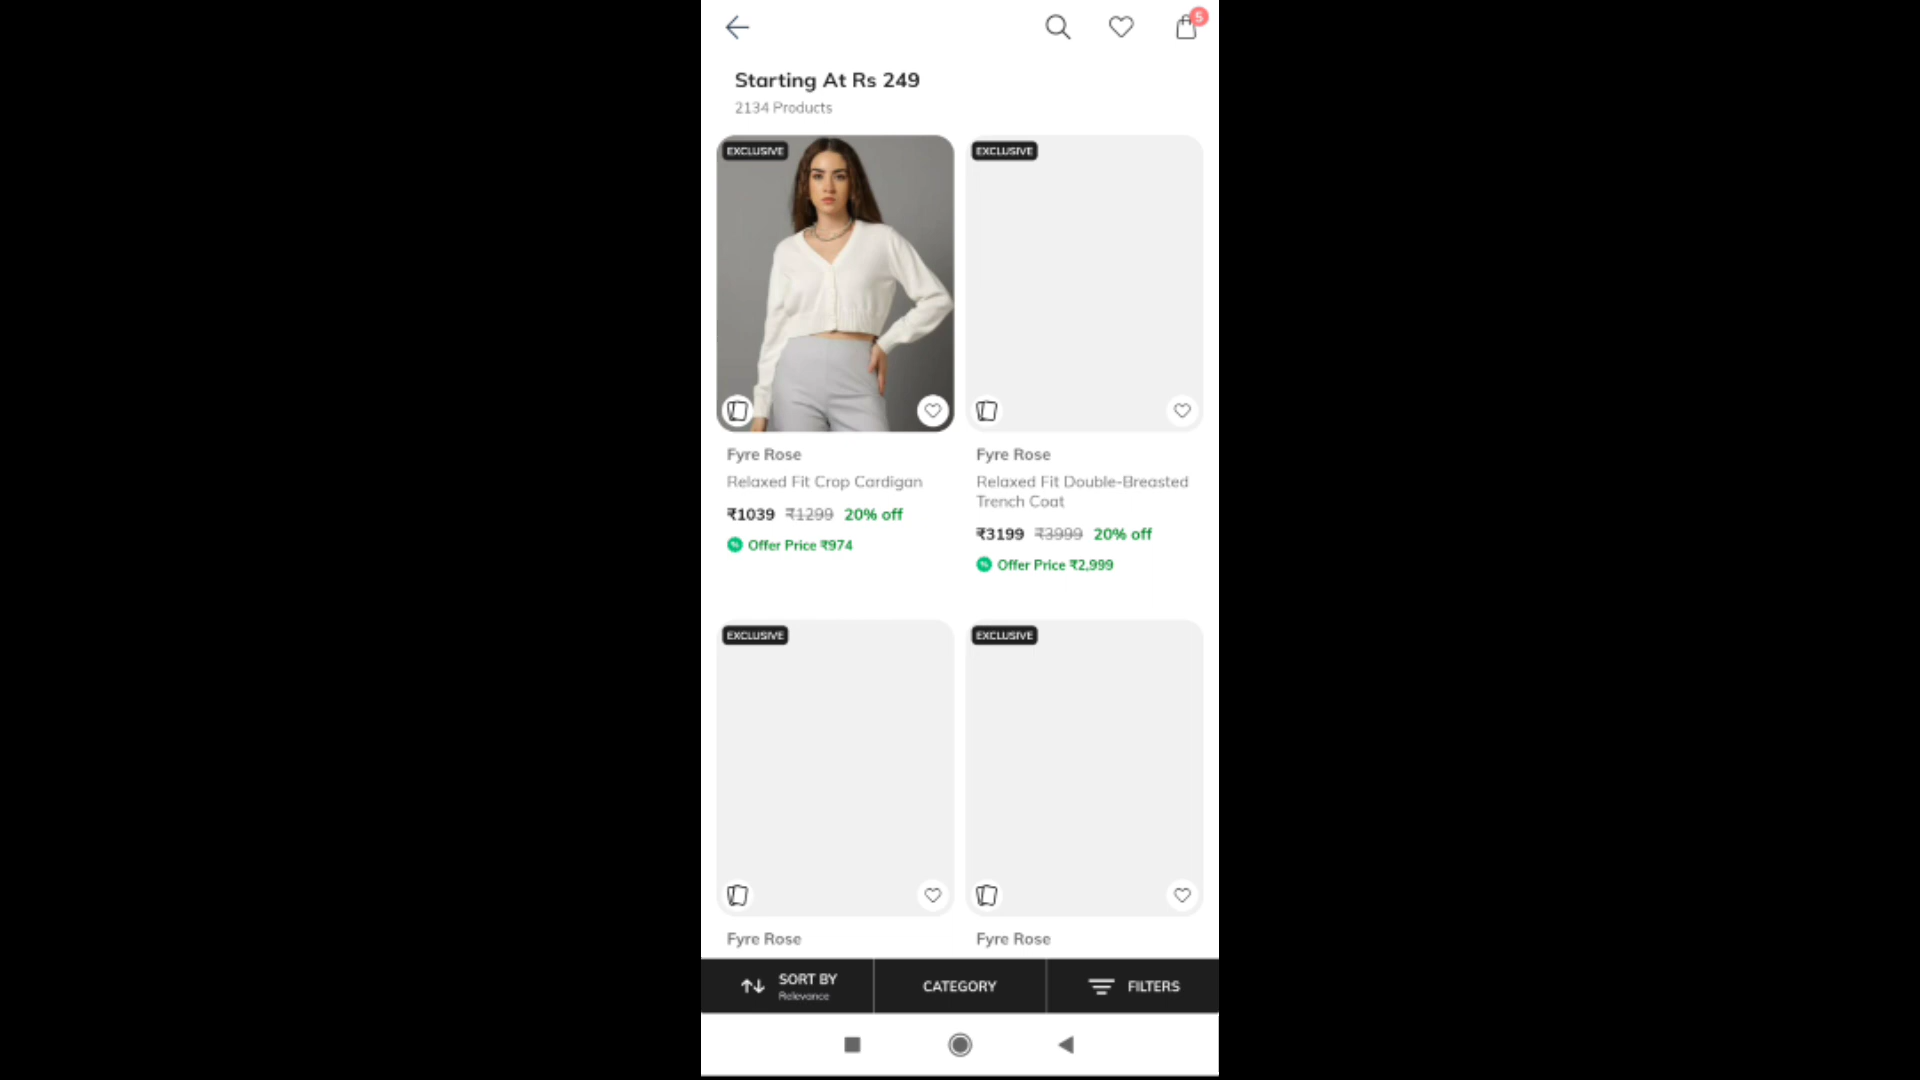 5
Starting At Rs 249
2134 Products
EXCLUSIVE
EXCLUSIVE
Fyre Rose
Relaxed Fit Crop Cardigan
₹1039 ₹1299 20% off
Offer Price ₹974
Fyre Rose
Relaxed Fit Double-Breasted
Trench Coat
₹3199 ₹3999 20% off
Offer Price ₹2,999
EXCLUSIVE
EXCLUSIVE
Fyre Rose
Fyre Rose
SORT BY
Relevance
CATEGORY
FILTERS